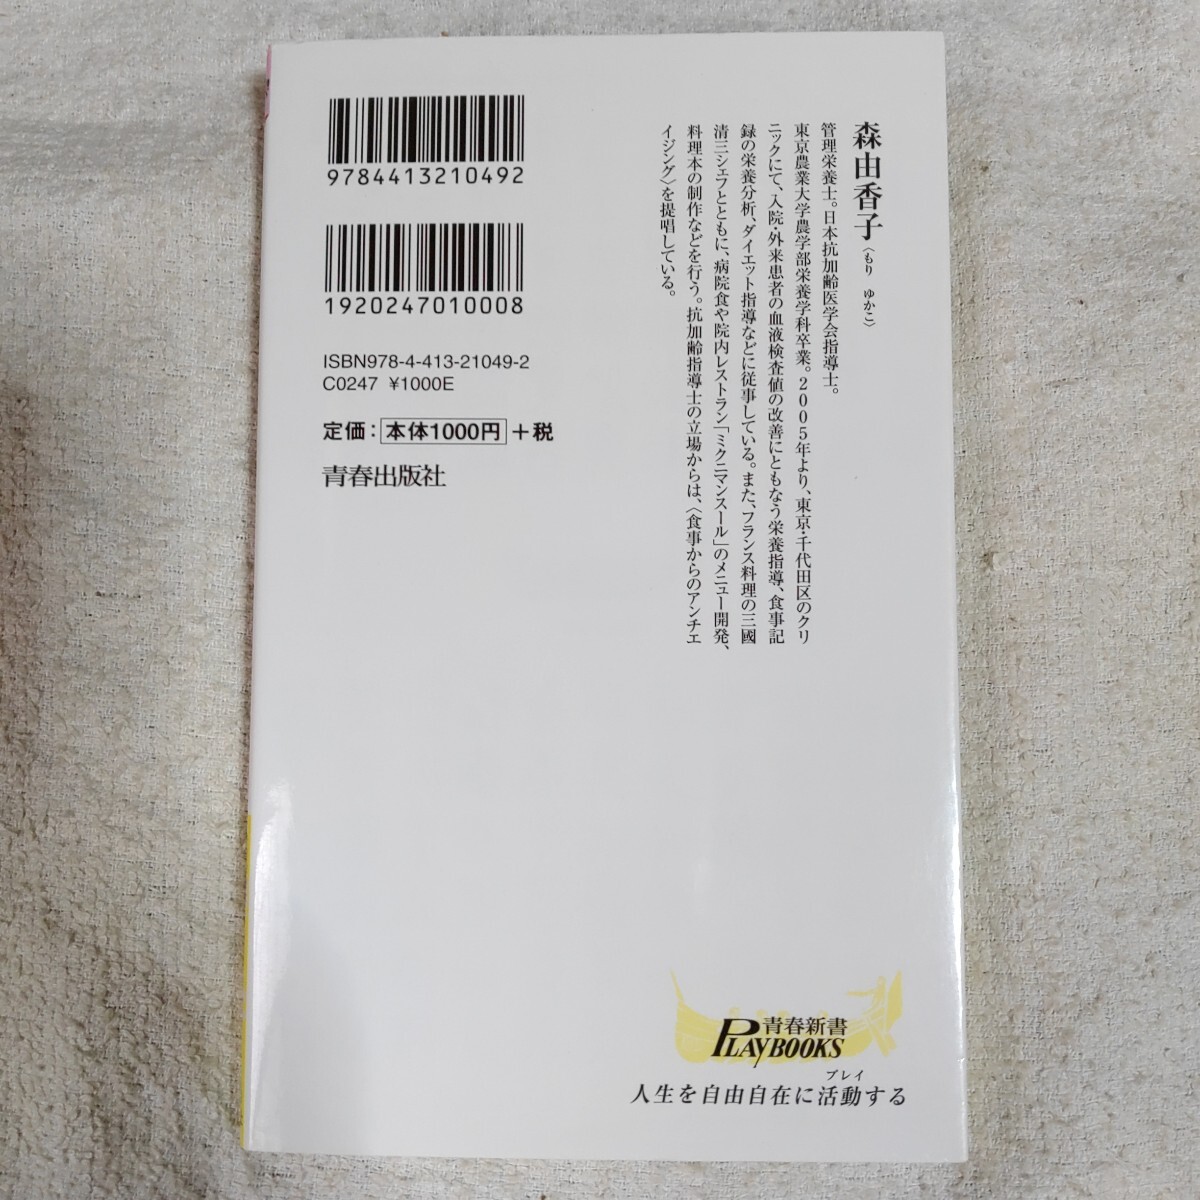 森由香子〈もり ゆかこ〉
管理栄養士。日本抗加齢医学会指導士。
東京農業大学農学部栄養学科卒業。2005年より、東京・千代田区のクリ
ニックにて、入院・外来患者の血液検査値の改善にともなう栄養指導、食事記
録の栄養分析、ダイエット指導などに従事している。また、フランス料理の三國
清三シェフとともに、病院食や院内レストラン「ミクニマンスール」のメニュー開発、
料理本の制作などを行う。抗加齢指導士の立場からは、〈食事からのアンチエ
イジング〉を提唱している。
9784413210492
1920247010008
ISBN978-4-413-21049-2
C0247 ¥1000E
定価：本体1000円＋税
青春出版社
青春新書
PLAYBOOKS
プレイ
人生を自由自在に活動する